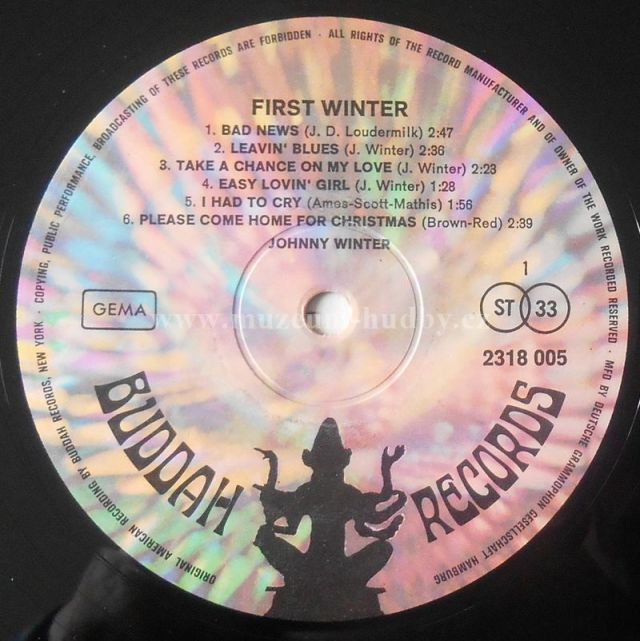 COPYING, PUBLIC PERFORMANCE, BROADCASTING OF THESE RECORDS ARE FORBIDDEN · ALL RIGHTS OF THE RECORD MANUFACTURER AND OF OWNER OF THE WORK RECORDED RESERVED · MFD BY DEUTSCHE GRAMMOPHON GESELLSCHAFT HAMBURG
ORIGINAL AMERICAN RECORDING BY BUDDAH RECORDS, NEW YORK ·
FIRST WINTER
1. BAD NEWS (J. D. Loudermilk) 2:47
2. LEAVIN' BLUES (J. Winter) 2:36
3. TAKE A CHANCE ON MY LOVE (J. Winter) 2:23
4. EASY LOVIN' GIRL (J. Winter) 1:28
5. I HAD TO CRY (Ames-Scott-Mathis) 1:56
6. PLEASE COME HOME FOR CHRISTMAS (Brown-Red) 2:39
JOHNNY WINTER
1
GEMA
ST 33
www.muzeum-hudby.cz
2318 005
BUDDAH RECORDS